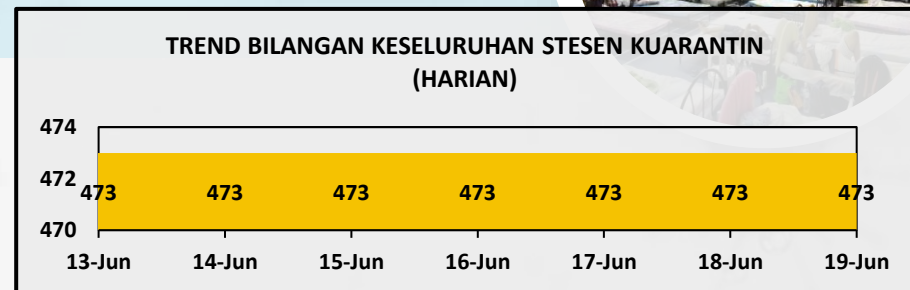 TREND BILANGAN KESELURUHAN STESEN KUARANTIN
(HARIAN)
474
472
470
473 473 473 473 473 473 473
13-Jun 14-Jun 15-Jun 16-Jun 17-Jun 18-Jun 19-Jun